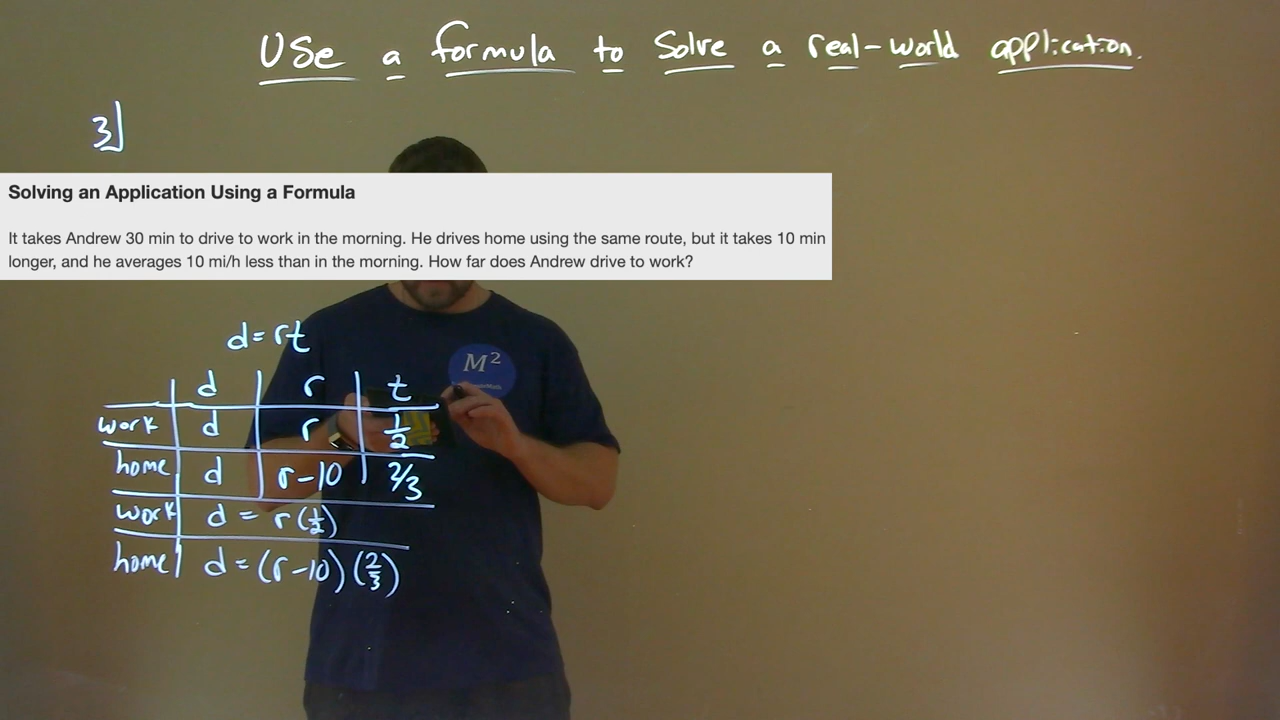 Use a formula to solve a real-world application.
3]
Solving an Application Using a Formula
It takes Andrew 30 min to drive to work in the morning. He drives home using the same route, but it takes 10 min
longer, and he averages 10 mi/h less than in the morning. How far does Andrew drive to work?
d=rt
M²
d r t
work d r 1/2
home d r-10 2/3
work d = r(1/2)
home d = (r-10)(2/3)